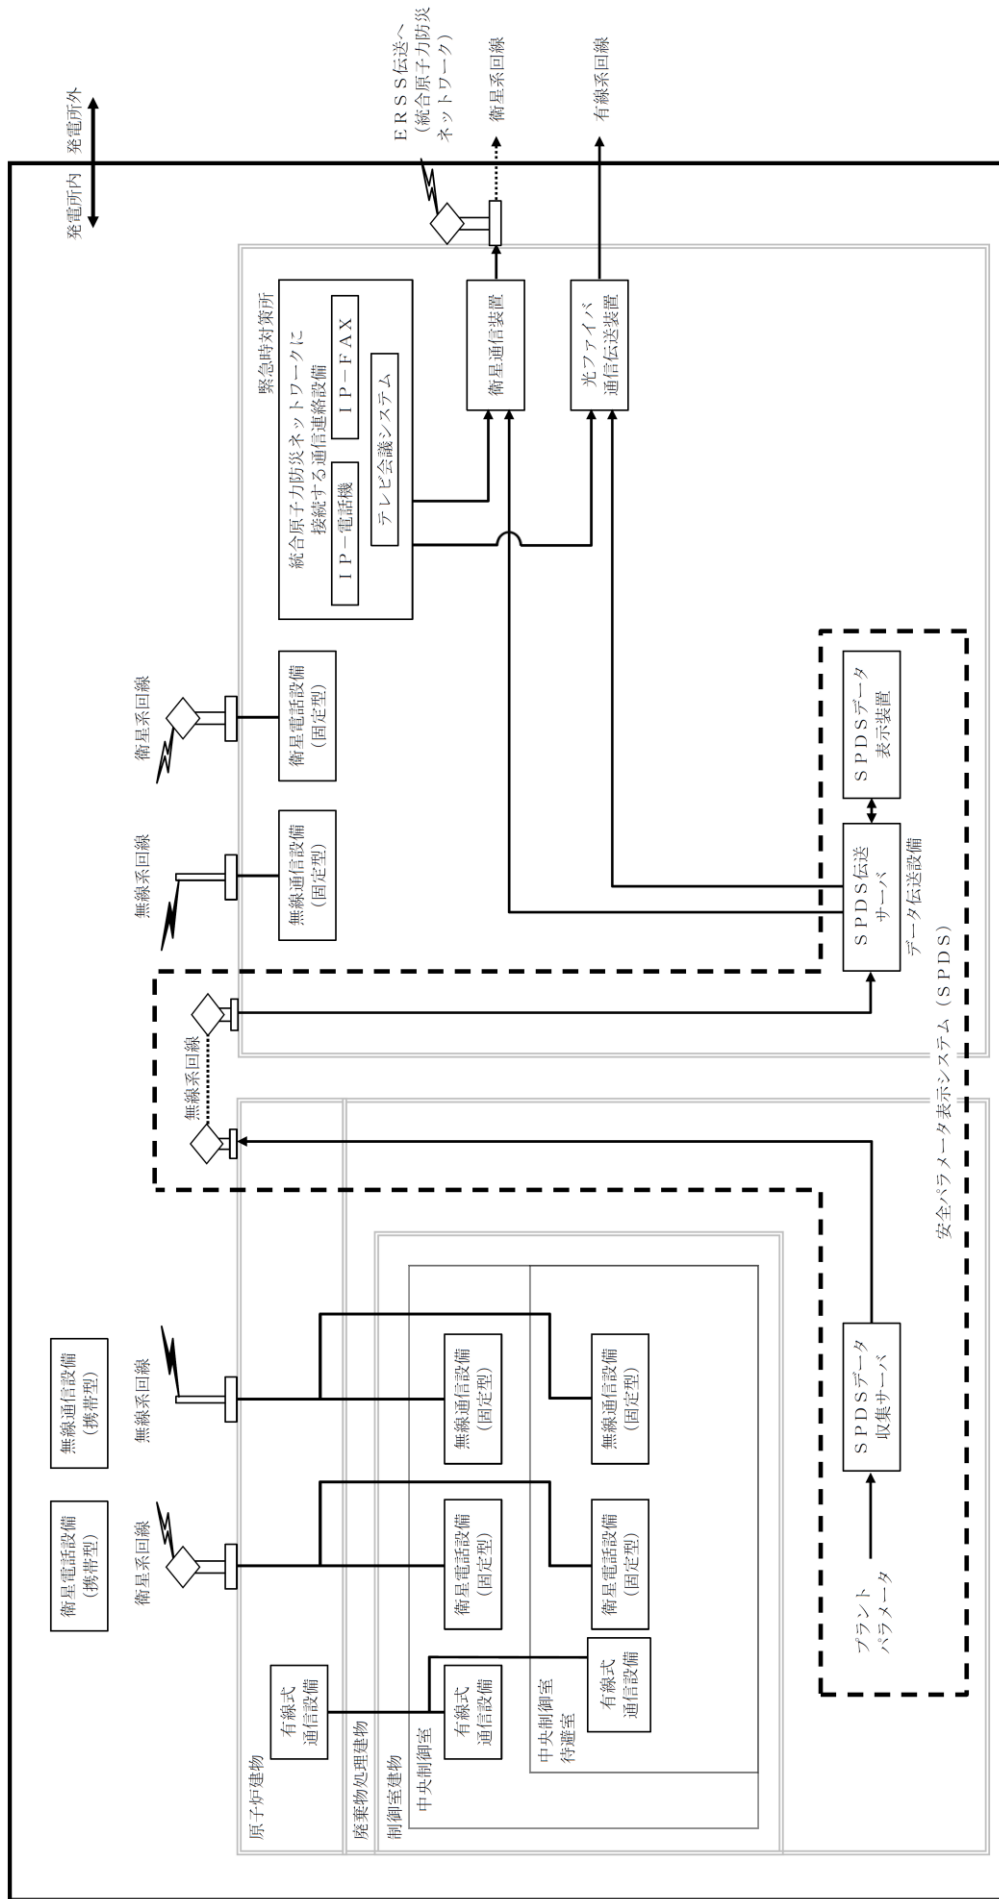 発電所内
発電所外
衛星電話設備
(携帯型)
無線通信設備
(携帯型)
衛星系回線
無線系回線
無線系回線
無線系回線
衛星系回線
ERSS伝送へ
(統合原子力防災
ネットワーク)
衛星系回線
有線系回線
原子炉建物
有線式
通信設備
廃棄物処理建物
制御室建物
中央制御室
有線式
通信設備
衛星電話設備
(固定型)
無線通信設備
(固定型)
中央制御室
待避室
有線式
通信設備
衛星電話設備
(固定型)
無線通信設備
(固定型)
プラント
パラメータ
SPDSデータ
収集サーバ
安全パラメータ表示システム(SPDS)
無線通信設備
(固定型)
衛星電話設備
(固定型)
緊急時対策所
統合原子力防災ネットワークに
接続する通信連絡設備
IP-電話機
IP-FAX
テレビ会議システム
衛星通信装置
光ファイバ
通信伝送装置
SPDS伝送
サーバ
データ伝送設備
SPDSデータ
表示装置